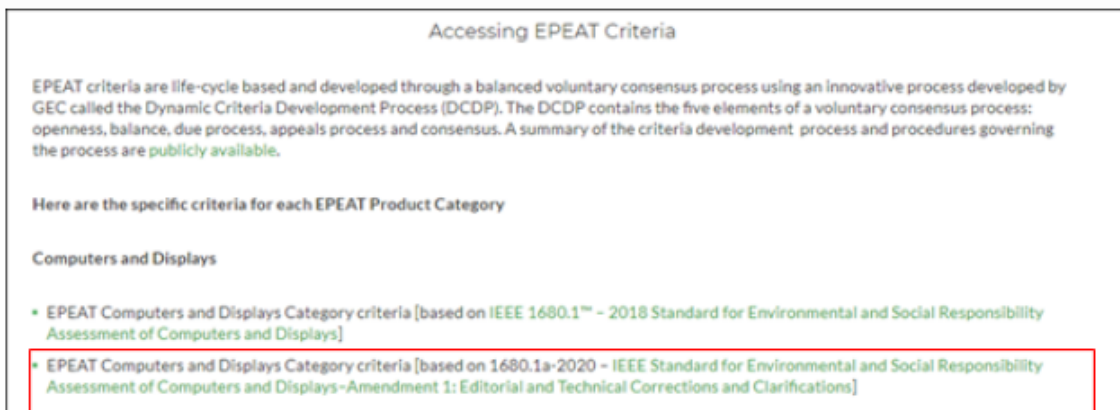 Accessing EPEAT Criteria
EPEAT criteria are life-cycle based and developed through a balanced voluntary consensus process using an innovative process developed by
GEC called the Dynamic Criteria Development Process (DCDP). The DCDP contains the five elements of a voluntary consensus process:
openness, balance, due process, appeals process and consensus. A summary of the criteria development process and procedures governing
the process are publicly available.
Here are the specific criteria for each EPEAT Product Category
Computers and Displays
▪ EPEAT Computers and Displays Category criteria [based on IEEE 1680.1™ – 2018 Standard for Environmental and Social Responsibility
Assessment of Computers and Displays]
▪ EPEAT Computers and Displays Category criteria [based on 1680.1a-2020 – IEEE Standard for Environmental and Social Responsibility
Assessment of Computers and Displays–Amendment 1: Editorial and Technical Corrections and Clarifications]